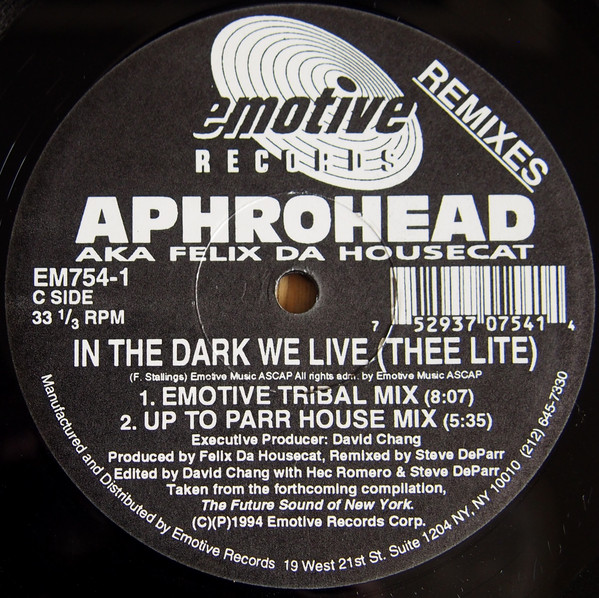 emotive
RECORDS
REMIXES
APHROHEAD
AKA FELIX DA HOUSECAT
EM754-1
C SIDE
33 1/3 RPM
7 52937 07541 4
IN THE DARK WE LIVE (THEE LITE)
(F. Stallings) Emotive Music ASCAP All rights adm. by Emotive Music ASCAP
1. EMOTIVE TRIBAL MIX (8:07)
2. UP TO PARR HOUSE MIX (5:35)
Executive Producer: David Chang
Produced by Felix Da Housecat, Remixed by Steve DeParr
Edited by David Chang with Hec Romero & Steve DeParr
Taken from the forthcoming compilation,
The Future Sound of New York.
(C)(P)1994 Emotive Records Corp.
Manufactured and Distributed by Emotive Records 19 West 21st St. Suite 1204 NY, NY 10010 (212) 645-7330